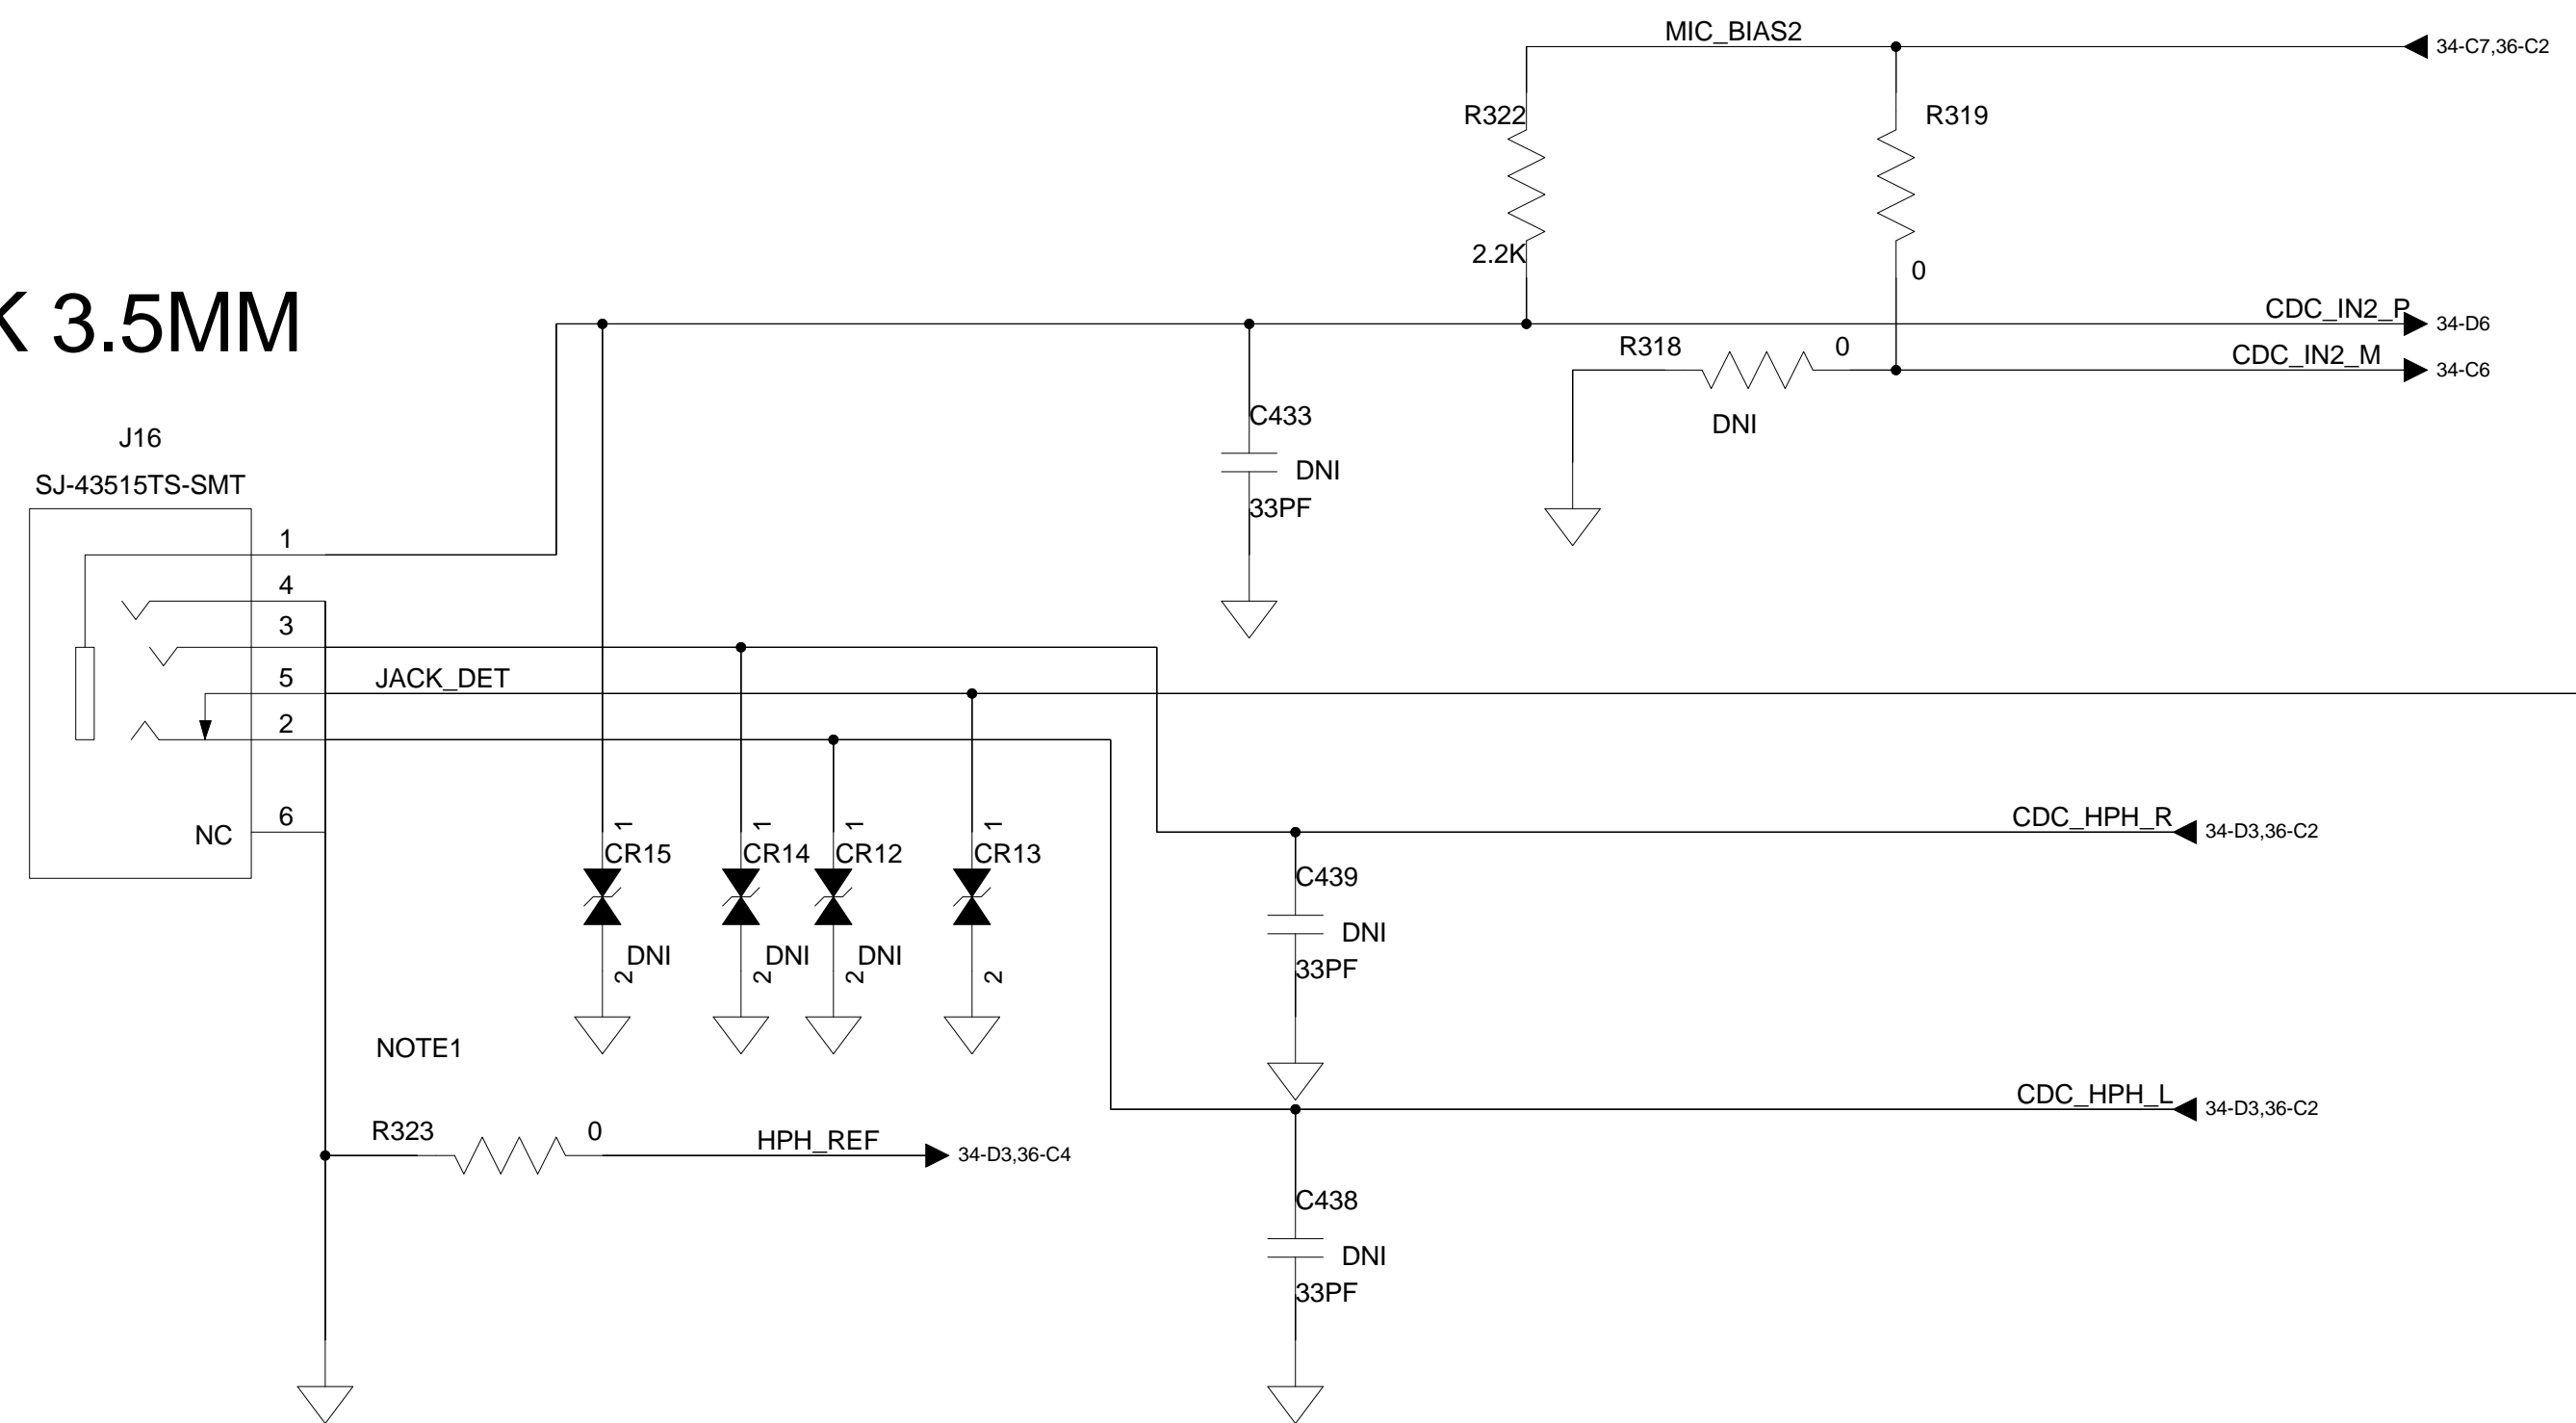 MIC_BIAS2
34-C7,36-C2
R322
R319
2.2K
0
K 3.5MM
CDC_IN2_P
34-D6
R318
0
CDC_IN2_M
34-C6
DNI
C433
DNI
33PF
J16
SJ-43515TS-SMT
1
4
3
5
JACK_DET
2
6
NC
CDC_HPH_R
34-D3,36-C2
1
CR15
1
CR14
1
CR12
1
CR13
C439
DNI
33PF
DNI
2
DNI
2
DNI
2
2
NOTE1
R323
0
HPH_REF
34-D3,36-C4
CDC_HPH_L
34-D3,36-C2
C438
DNI
33PF